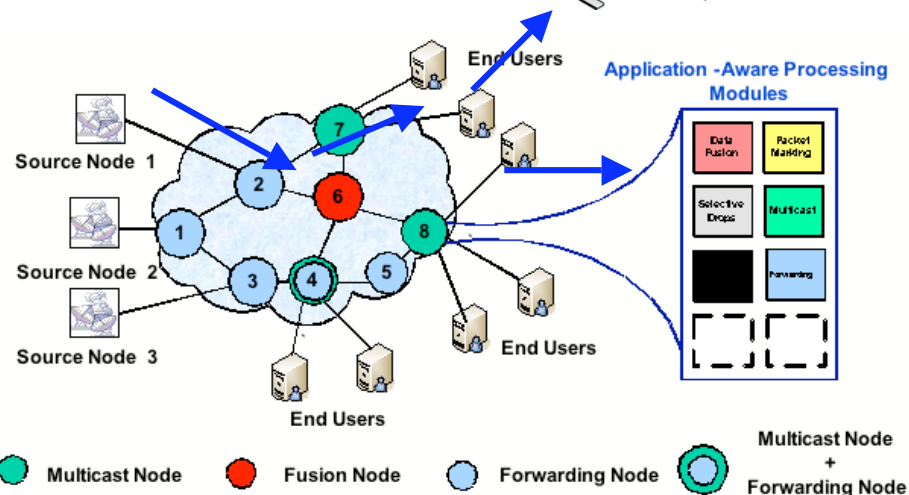 End Users
Application -Aware Processing
Modules
7
Data
Fusion
Packet
Marking
Source Node 1
2
6
Selective
Drops
Multicast
1
8
Source Node 2
3
4
5
Forwarding
Source Node 3
End Users
End Users
Multicast Node
Fusion Node
Forwarding Node
Multicast Node
+
Forwarding Node